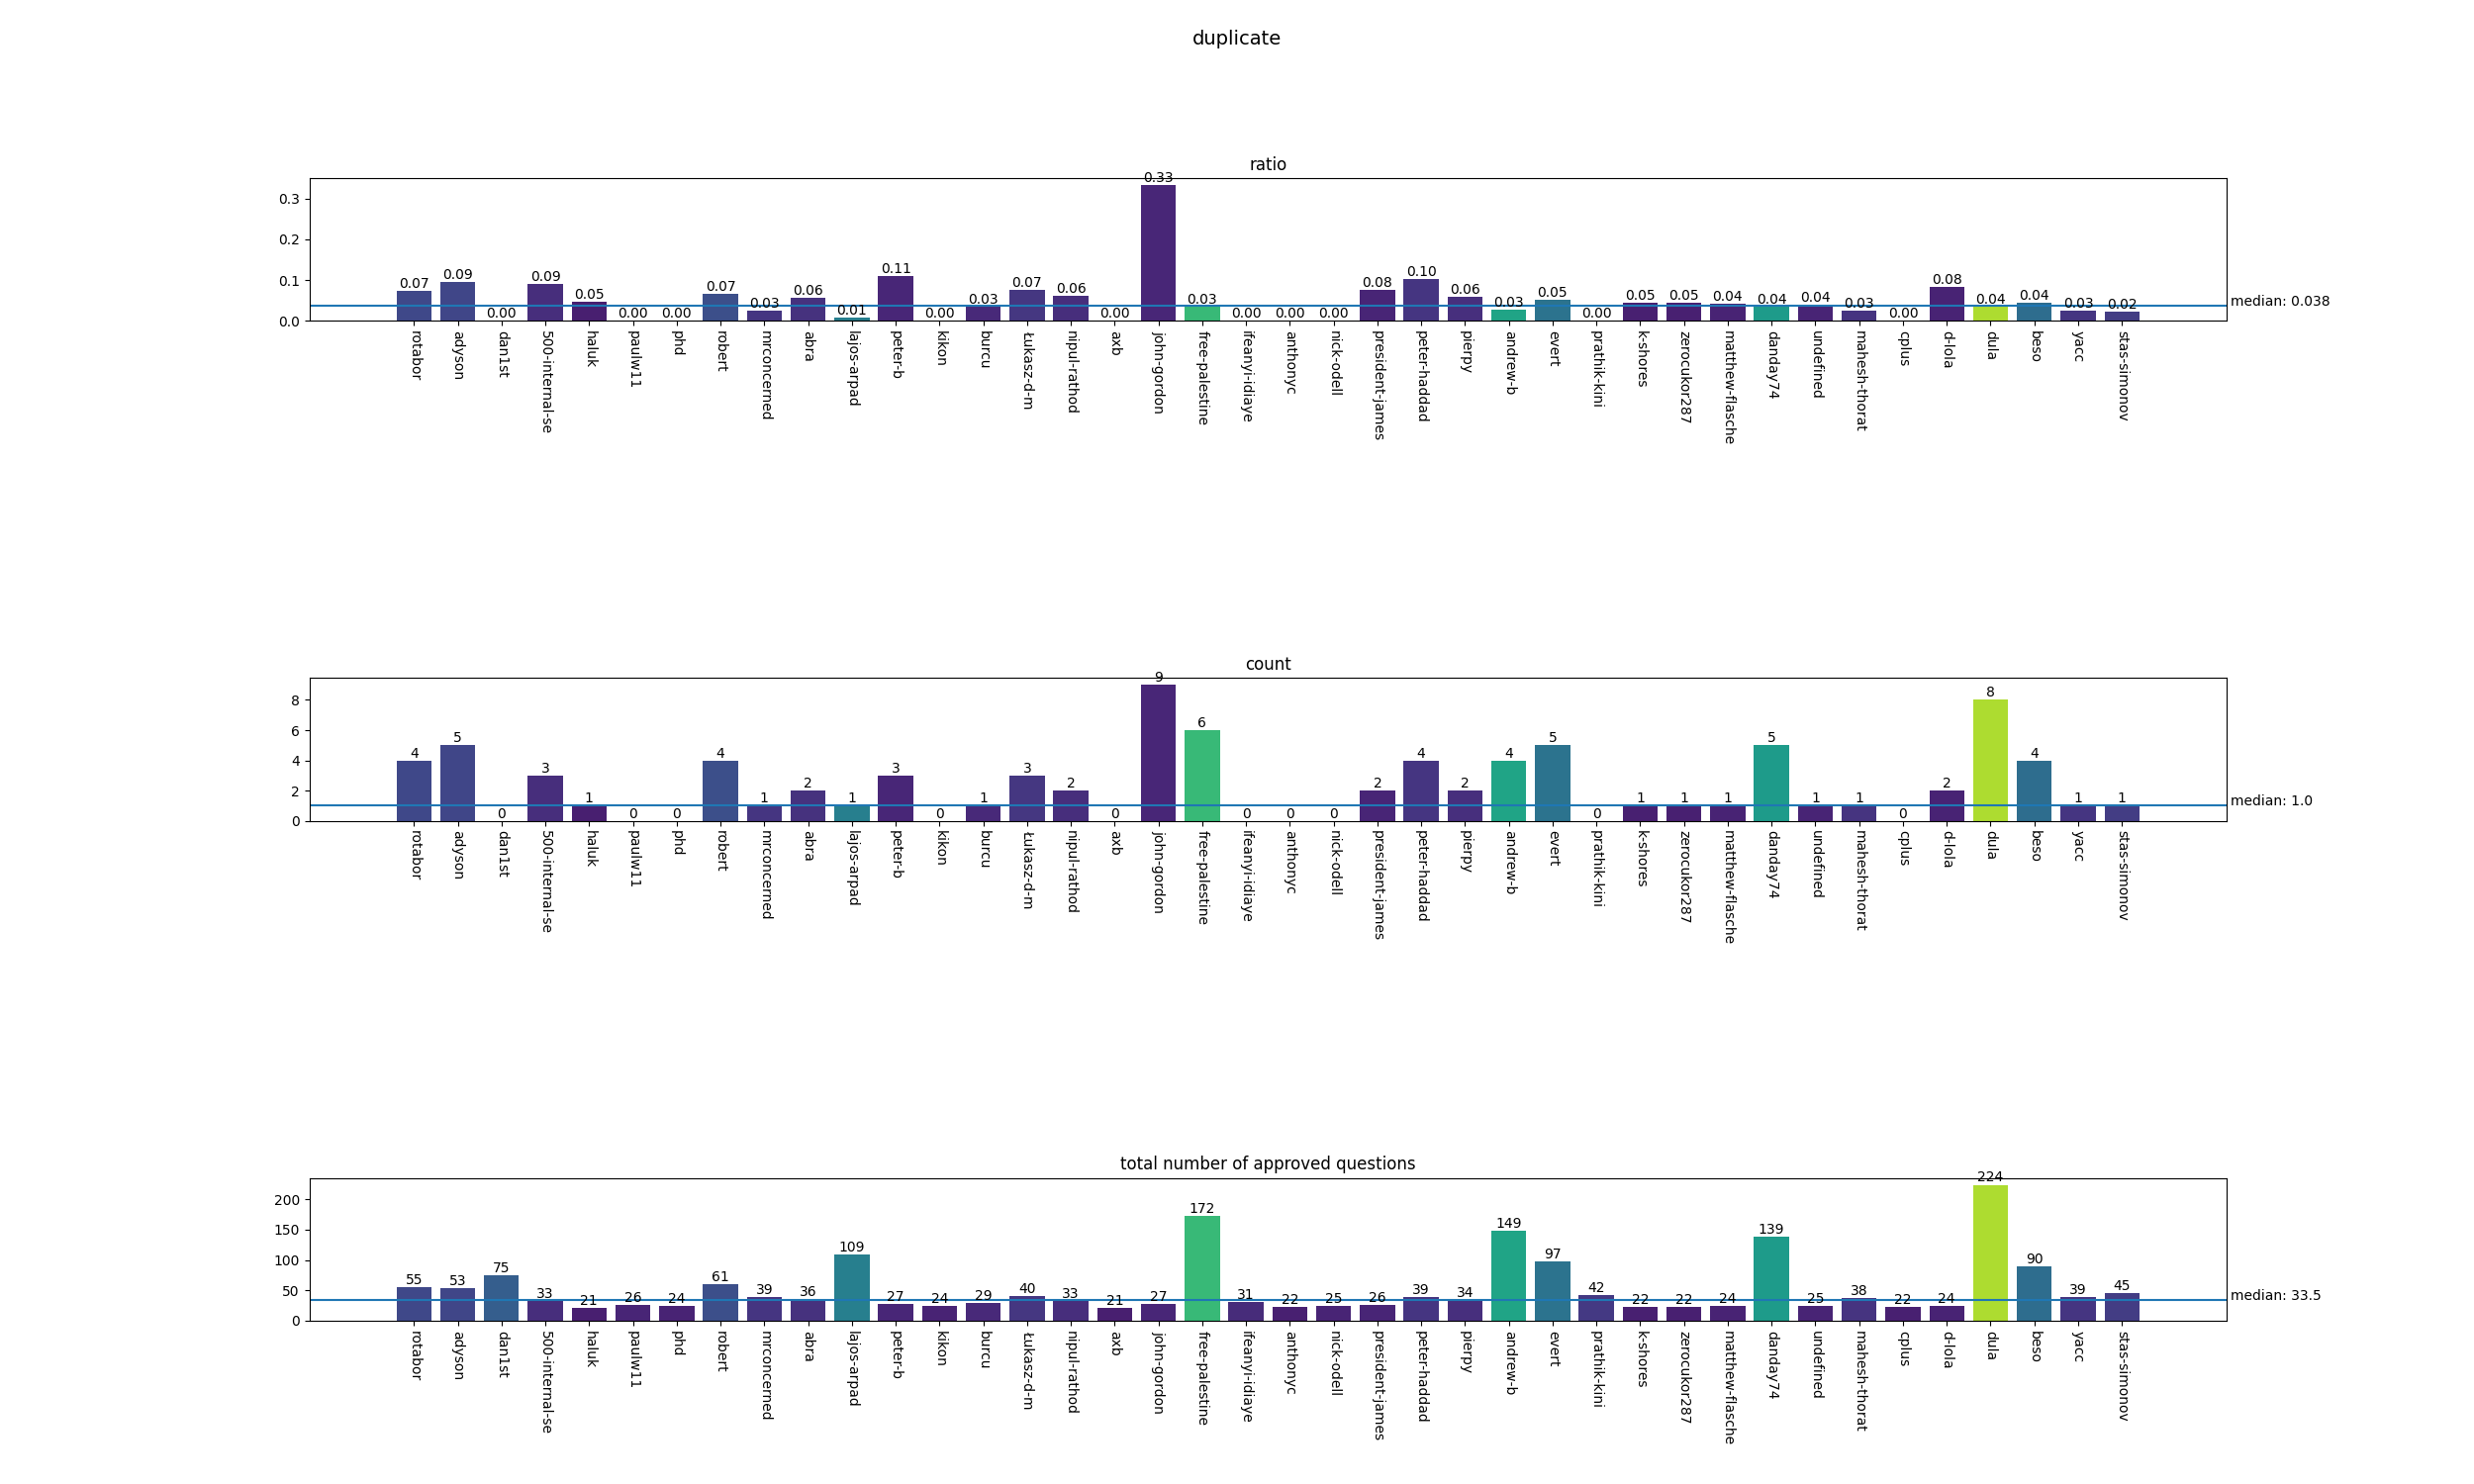 duplicate
ratio
0.33
0.3
0.2
0.1
0.0
0.07 0.09 0.00 0.09 0.05 0.00 0.00 0.07 0.03 0.06 0.01 0.11 0.00 0.03 0.07 0.06 0.00 0.03 0.00 0.00 0.00 0.08 0.10 0.06 0.03 0.05 0.00 0.05 0.05 0.04 0.04 0.04 0.03 0.00 0.08 0.04 0.04 0.03 0.02
median: 0.038
rotabor adyson dan1st 500-internal-se haluk paulw11 phd robert mrconcerned abra lajos-arpad peter-b kikon burcu Łukasz-d-m nipul-rathod axb john-gordon free-palestine ifeanyi-idiaye anthonyc nick-odell president-james peter-haddad pierpy andrew-b evert prathik-kini k-shores zerocukor287 matthew-flasche danday74 undefined mahesh-thorat cplus d-lola dula beso yacc stas-simonov
count
8
6
4
2
0
4 5 0 3 1 0 0 4 1 2 1 3 0 1 3 2 0 9 6 0 0 0 2 4 2 4 5 0 1 1 1 5 1 1 0 2 8 4 1 1
median: 1.0
rotabor adyson dan1st 500-internal-se haluk paulw11 phd robert mrconcerned abra lajos-arpad peter-b kikon burcu Łukasz-d-m nipul-rathod axb john-gordon free-palestine ifeanyi-idiaye anthonyc nick-odell president-james peter-haddad pierpy andrew-b evert prathik-kini k-shores zerocukor287 matthew-flasche danday74 undefined mahesh-thorat cplus d-lola dula beso yacc stas-simonov
total number of approved questions
200
150
100
50
0
55 53 75 33 21 26 24 61 39 36 109 27 24 29 40 33 21 27 172 31 22 25 26 39 34 149 97 42 22 22 24 139 25 38 22 24 224 90 39 45
median: 33.5
rotabor adyson dan1st 500-internal-se haluk paulw11 phd robert mrconcerned abra lajos-arpad peter-b kikon burcu Łukasz-d-m nipul-rathod axb john-gordon free-palestine ifeanyi-idiaye anthonyc nick-odell president-james peter-haddad pierpy andrew-b evert prathik-kini k-shores zerocukor287 matthew-flasche danday74 undefined mahesh-thorat cplus d-lola dula beso yacc stas-simonov